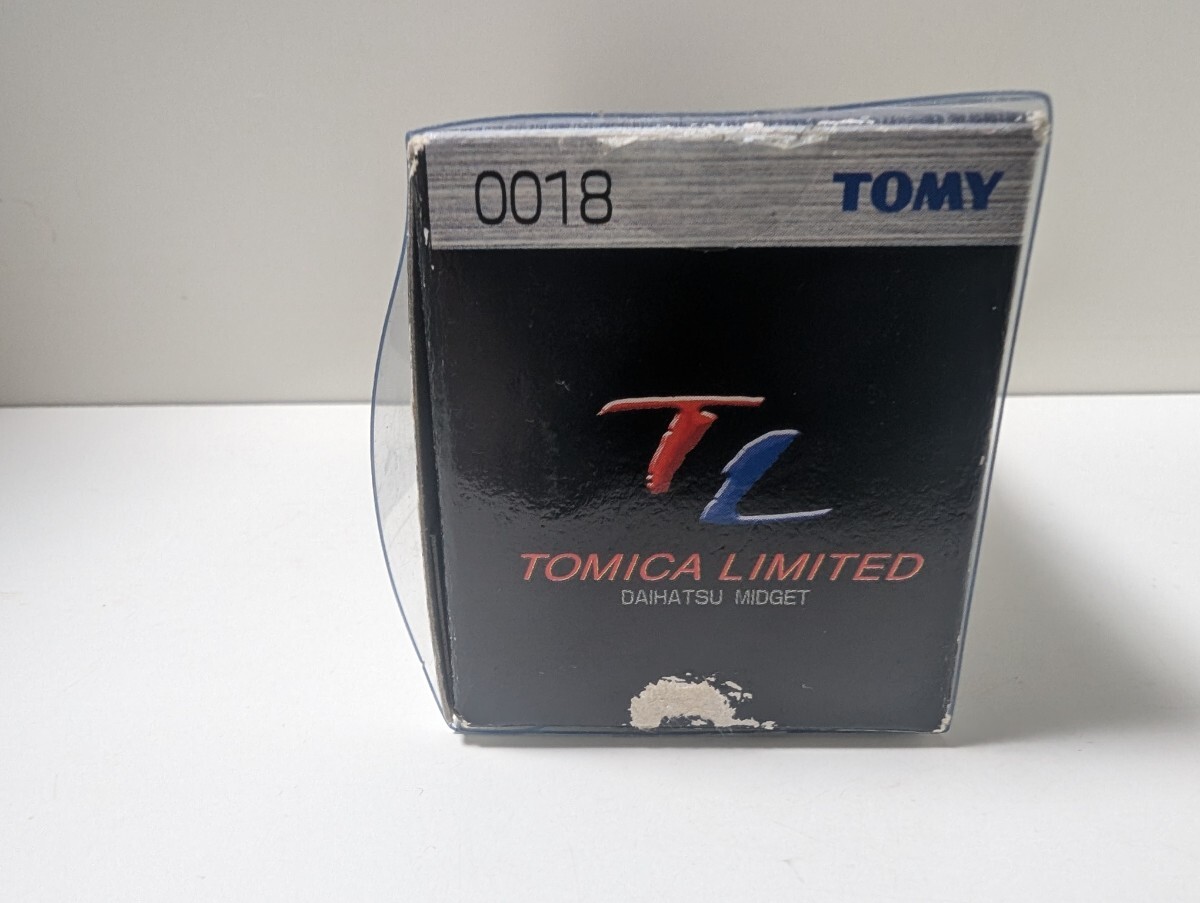 0018 TOMY
TL
TOMICA LIMITED
DAIHATSU MIDGET